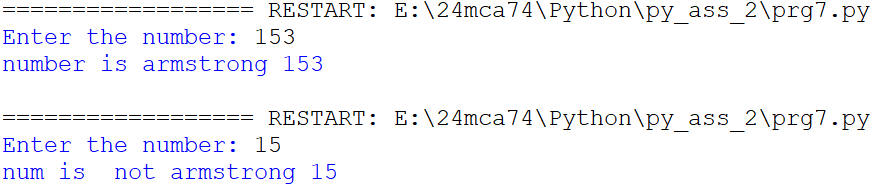 ================== RESTART: E:\24mca74\Python\py_ass_2\prg7.py
Enter the number: 153
number is armstrong 153
================== RESTART: E:\24mca74\Python\py_ass_2\prg7.py
Enter the number: 15
num is  not armstrong 15